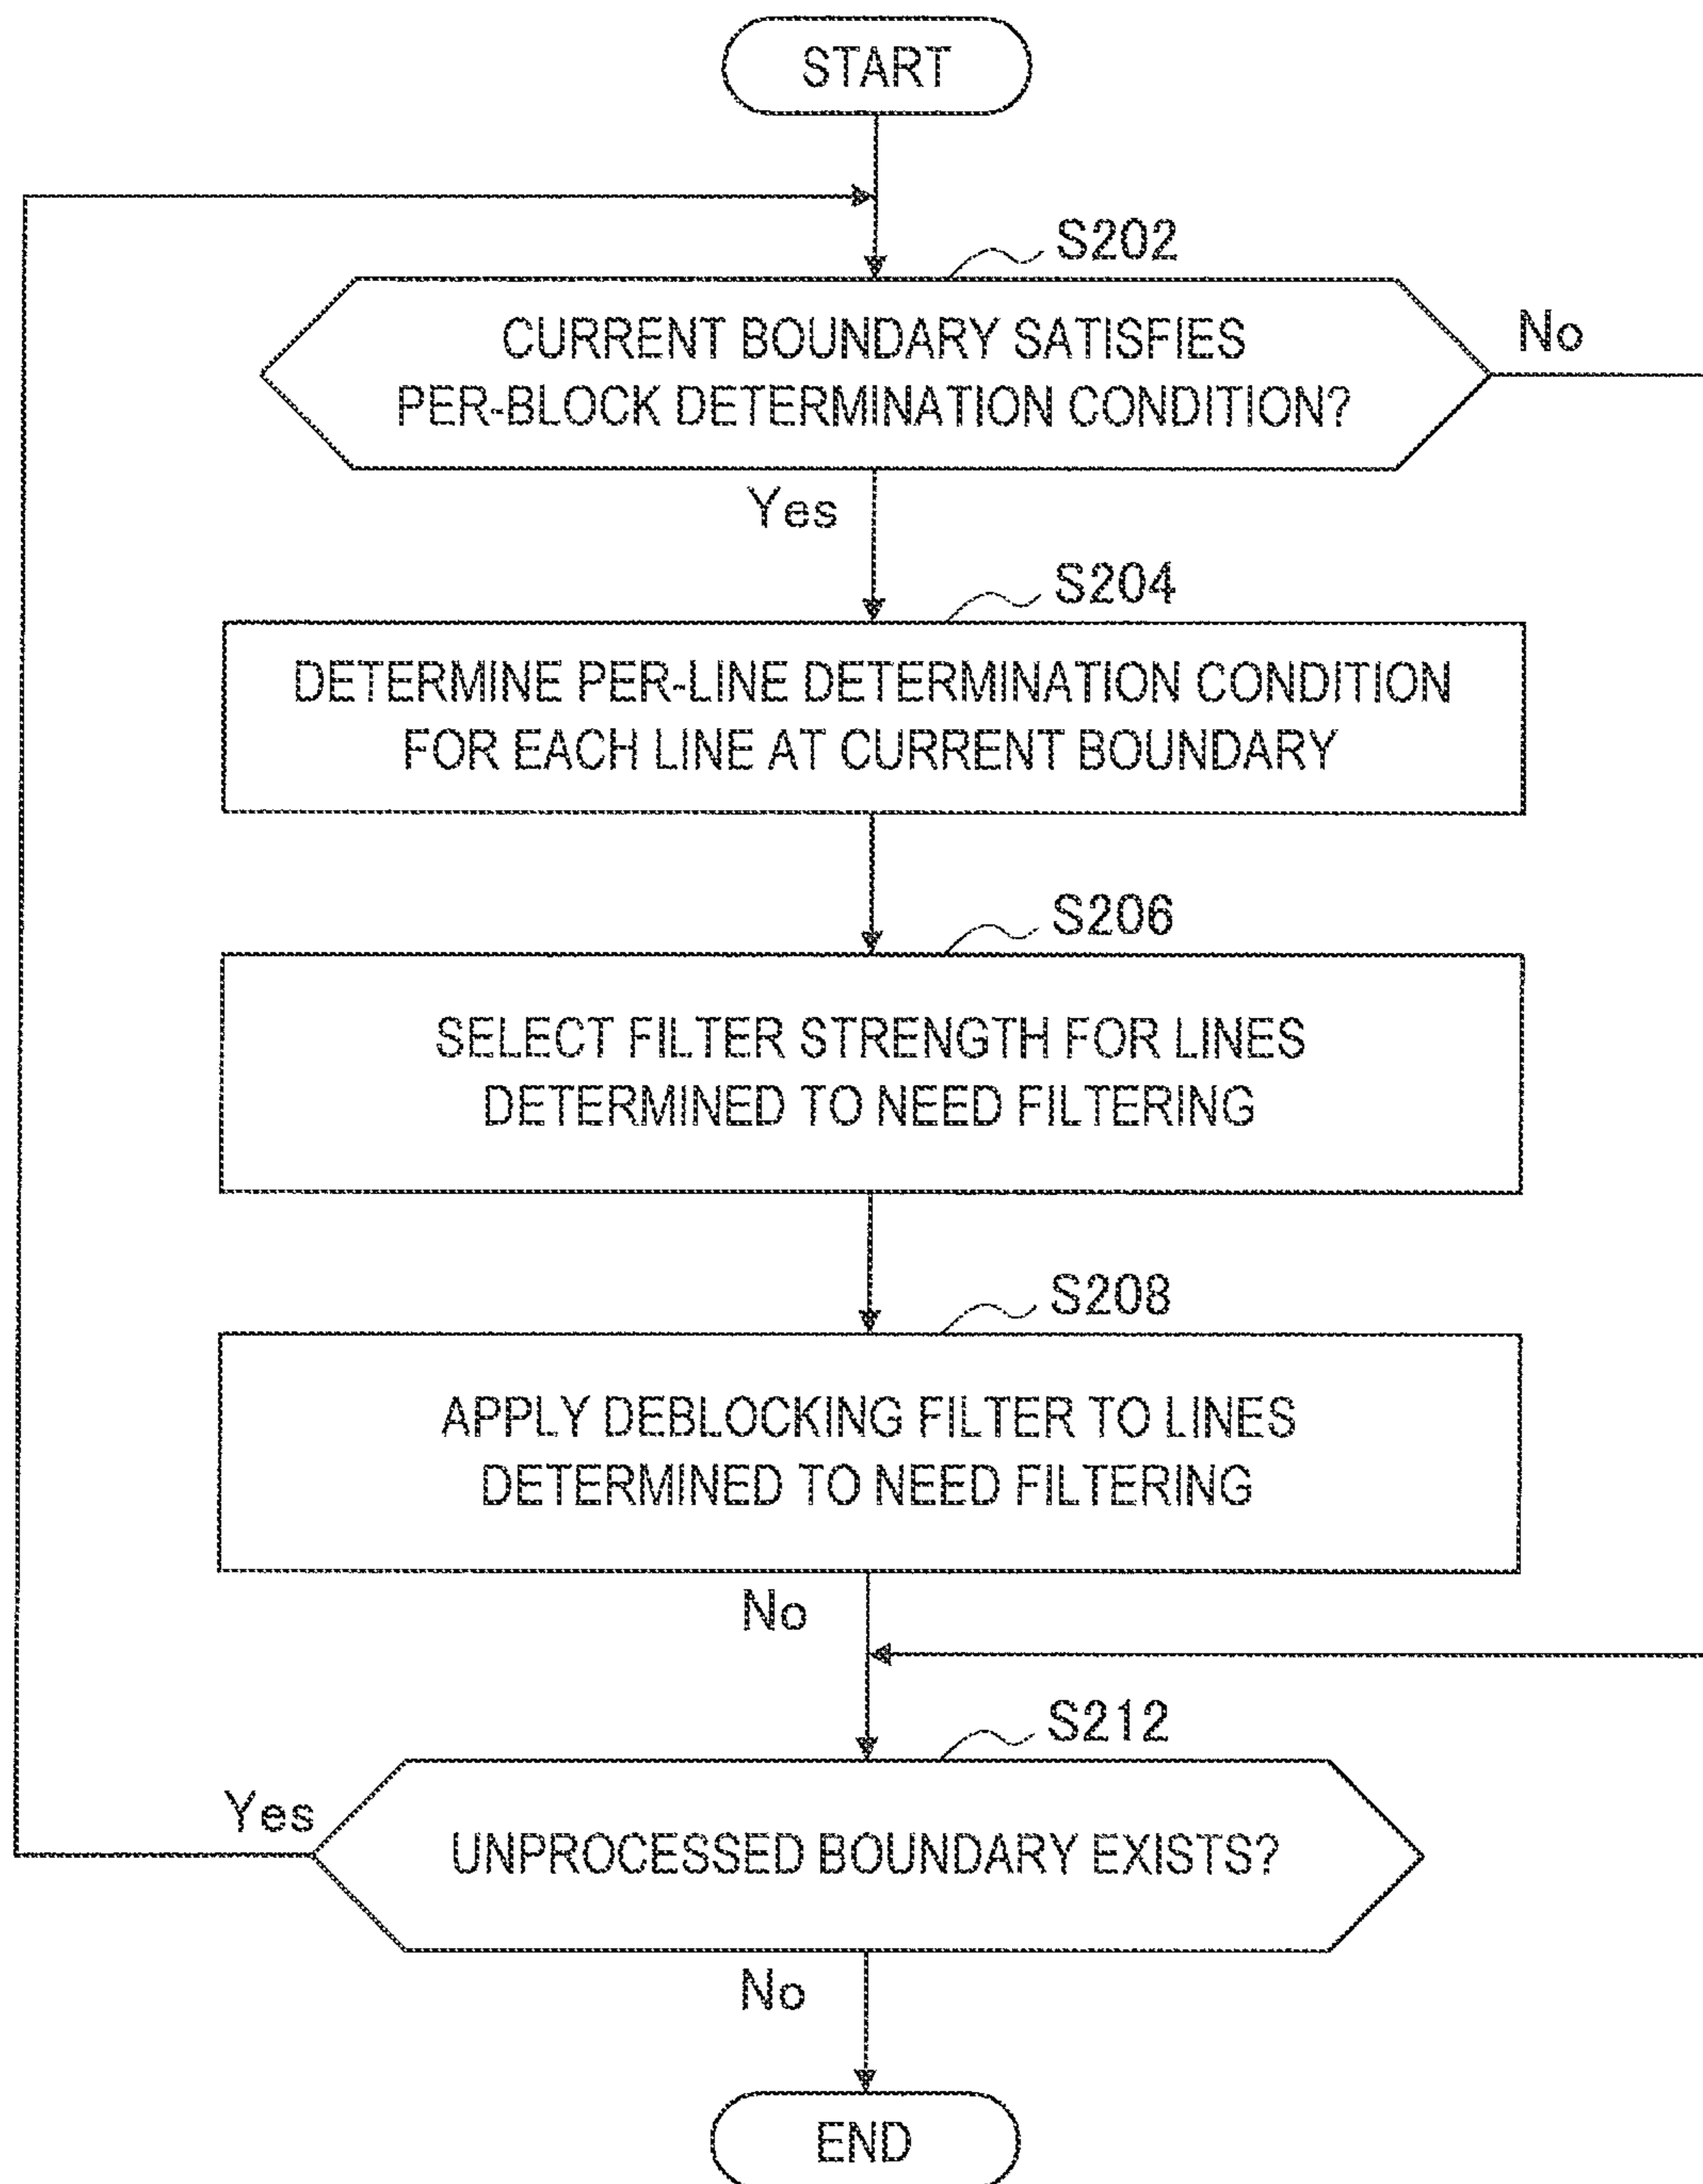 START
S202
CURRENT BOUNDARY SATISFIES
PER-BLOCK DETERMINATION CONDITION?
No
Yes
S204
DETERMINE PER-LINE DETERMINATION CONDITION
FOR EACH LINE AT CURRENT BOUNDARY
S206
SELECT FILTER STRENGTH FOR LINES
DETERMINED TO NEED FILTERING
S208
APPLY DEBLOCKING FILTER TO LINES
DETERMINED TO NEED FILTERING
No
S212
Yes
UNPROCESSED BOUNDARY EXISTS?
No
END